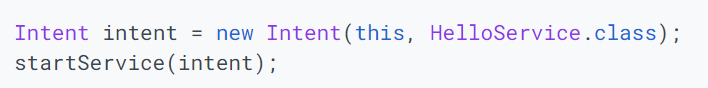 Intent intent = new Intent(this, HelloService.class);
startService(intent);